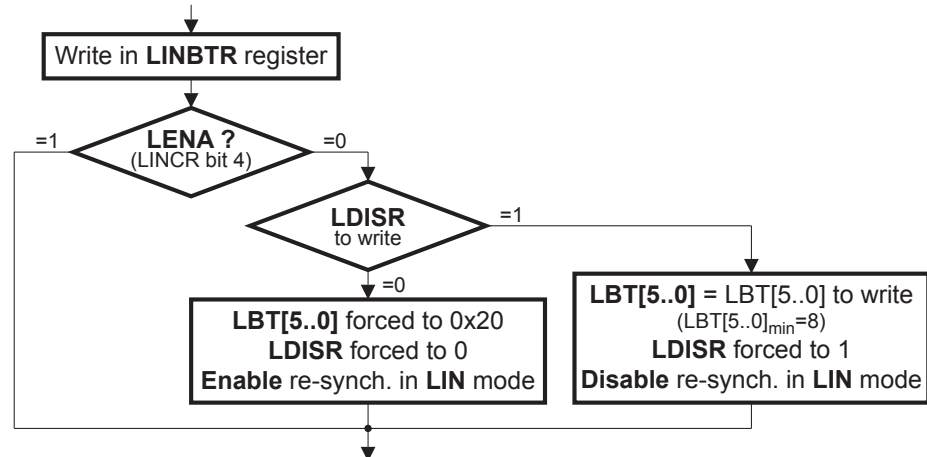 Write in LINBTR register
=1
LENA ?
=0
(LINCR bit 4)
LDISR
=1
to write
=0
LBT[5..0] forced to 0x20
LDISR forced to 0
Enable re-synch. in LIN mode
LBT[5..0] = LBT[5..0] to write
(LBT[5..0]min=8)
LDISR forced to 1
Disable re-synch. in LIN mode